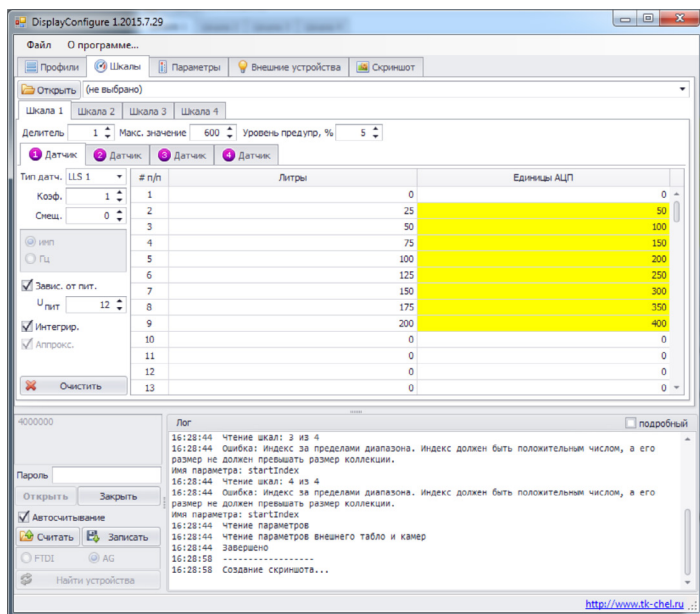 DisplayConfigure 1.2015.7.29
Файл О программе...
Профили Шкалы Параметры Внешние устройства Скриншот
Открыть (не выбрано)
Шкала 1 Шкала 2 Шкала 3 Шкала 4
Делитель 1 Макс. значение 600 Уровень предупр, % 5
1 Датчик 2 Датчик 3 Датчик 4 Датчик
Тип датч. LLS 1
Коэф. 1
Смещ. 0
имп
Гц
Завис. от пит.
Uпит 12
Интегрир.
Аппрокс.
Очистить
# п/п Литры Единицы АЦП
1 0 0
2 25 50
3 50 100
4 75 150
5 100 200
6 125 250
7 150 300
8 175 350
9 200 400
10 0 0
11 0 0
12 0 0
13 0 0
4000000
Пароль
Открыть Закрыть
Автосчитывание
Считать Записать
FTDI AG
Найти устройства
Лог подробный
16:28:44 Чтение шкал: 3 из 4
16:28:44 Ошибка: Индекс за пределами диапазона. Индекс должен быть положительным числом, а его
размер не должен превышать размер коллекции.
Имя параметра: startIndex
16:28:44 Чтение шкал: 4 из 4
16:28:44 Ошибка: Индекс за пределами диапазона. Индекс должен быть положительным числом, а его
размер не должен превышать размер коллекции.
Имя параметра: startIndex
16:28:44 Чтение параметров
16:28:44 Чтение параметров внешнего табло и камер
16:28:44 Завершено
16:28:58 ------------------
16:28:58 Создание скриншота...
http://www.tk-chel.ru